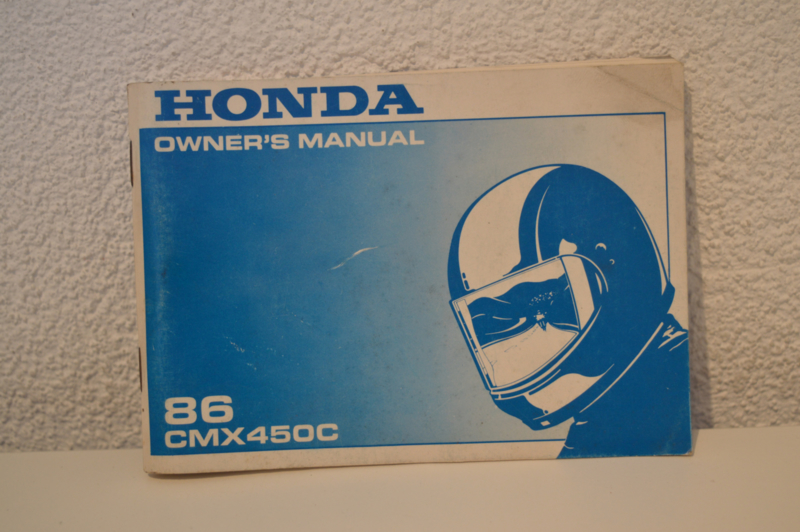 HONDA
OWNER'S MANUAL
86
CMX450C